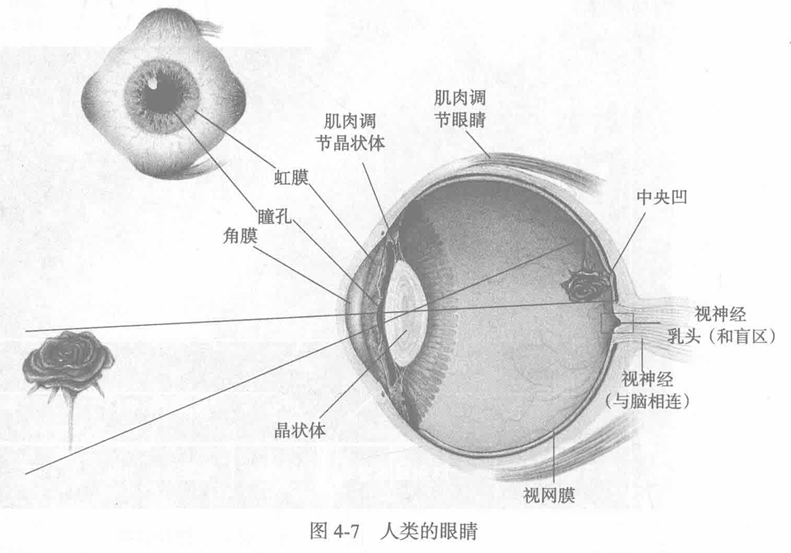 肌肉调
节晶状体
肌肉调
节眼睛
虹膜
瞳孔
角膜
中央凹
视神经
乳头（和盲区）
视神经
（与脑相连）
晶状体
视网膜
图 4-7 人类的眼睛